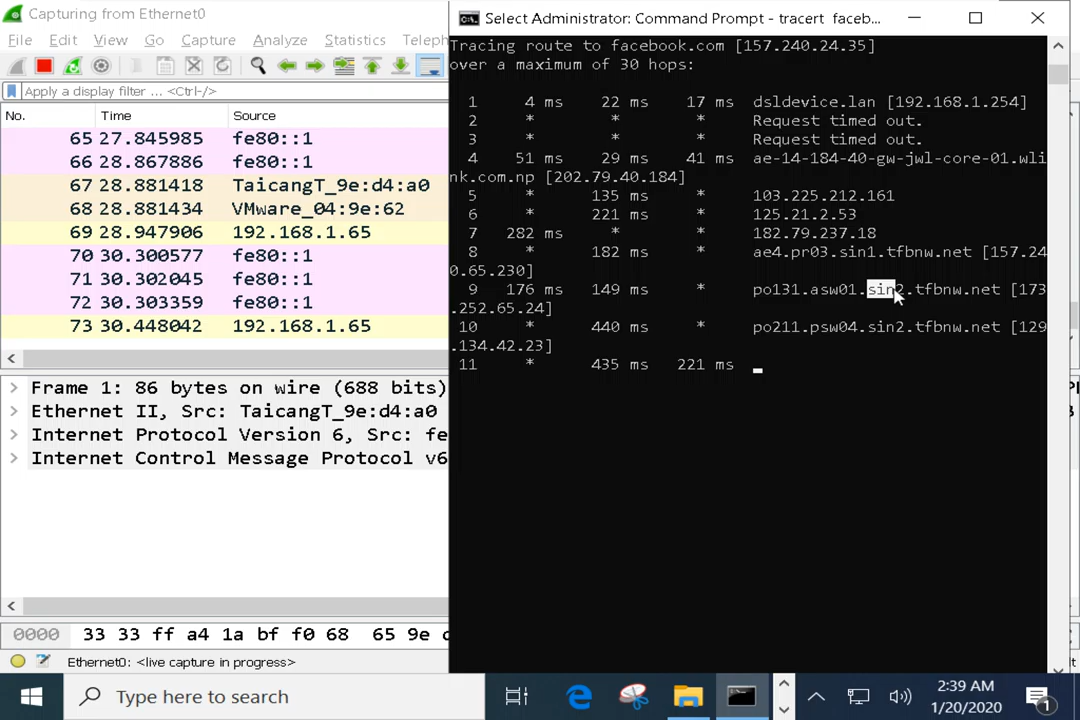 Capturing from Ethernet0
File Edit View Go Capture Analyze Statistics Teleph
Apply a display filter ... <Ctrl-/>
No. Time Source
65 27.845985 fe80::1
66 28.867886 fe80::1
67 28.881418 TaicangT_9e:d4:a0
68 28.881434 VMware_04:9e:62
69 28.947906 192.168.1.65
70 30.300577 fe80::1
71 30.302045 fe80::1
72 30.303359 fe80::1
73 30.448042 192.168.1.65
Frame 1: 86 bytes on wire (688 bits)
Ethernet II, Src: TaicangT_9e:d4:a0
Internet Protocol Version 6, Src: fe
Internet Control Message Protocol v6
0000 33 33 ff a4 1a bf f0 68 65 9e
Ethernet0: <live capture in progress>
Select Administrator: Command Prompt - tracert faceb...
Tracing route to facebook.com [157.240.24.35]
over a maximum of 30 hops:
1 4 ms 22 ms 17 ms dsldevice.lan [192.168.1.254]
2 * * * Request timed out.
3 * * * Request timed out.
4 51 ms 29 ms 41 ms ae-14-184-40-gw-jwl-core-01.wli
nk.com.np [202.79.40.184]
5 * 135 ms * 103.225.212.161
6 * 221 ms * 125.21.2.53
7 282 ms * * 182.79.237.18
8 * 182 ms * ae4.pr03.sin1.tfbnw.net [157.24
0.65.230]
9 176 ms 149 ms * po131.asw01.sin2.tfbnw.net [173
.252.65.24]
10 * 440 ms * po211.psw04.sin2.tfbnw.net [129
.134.42.23]
11 * 435 ms 221 ms
Type here to search
2:39 AM
1/20/2020
1